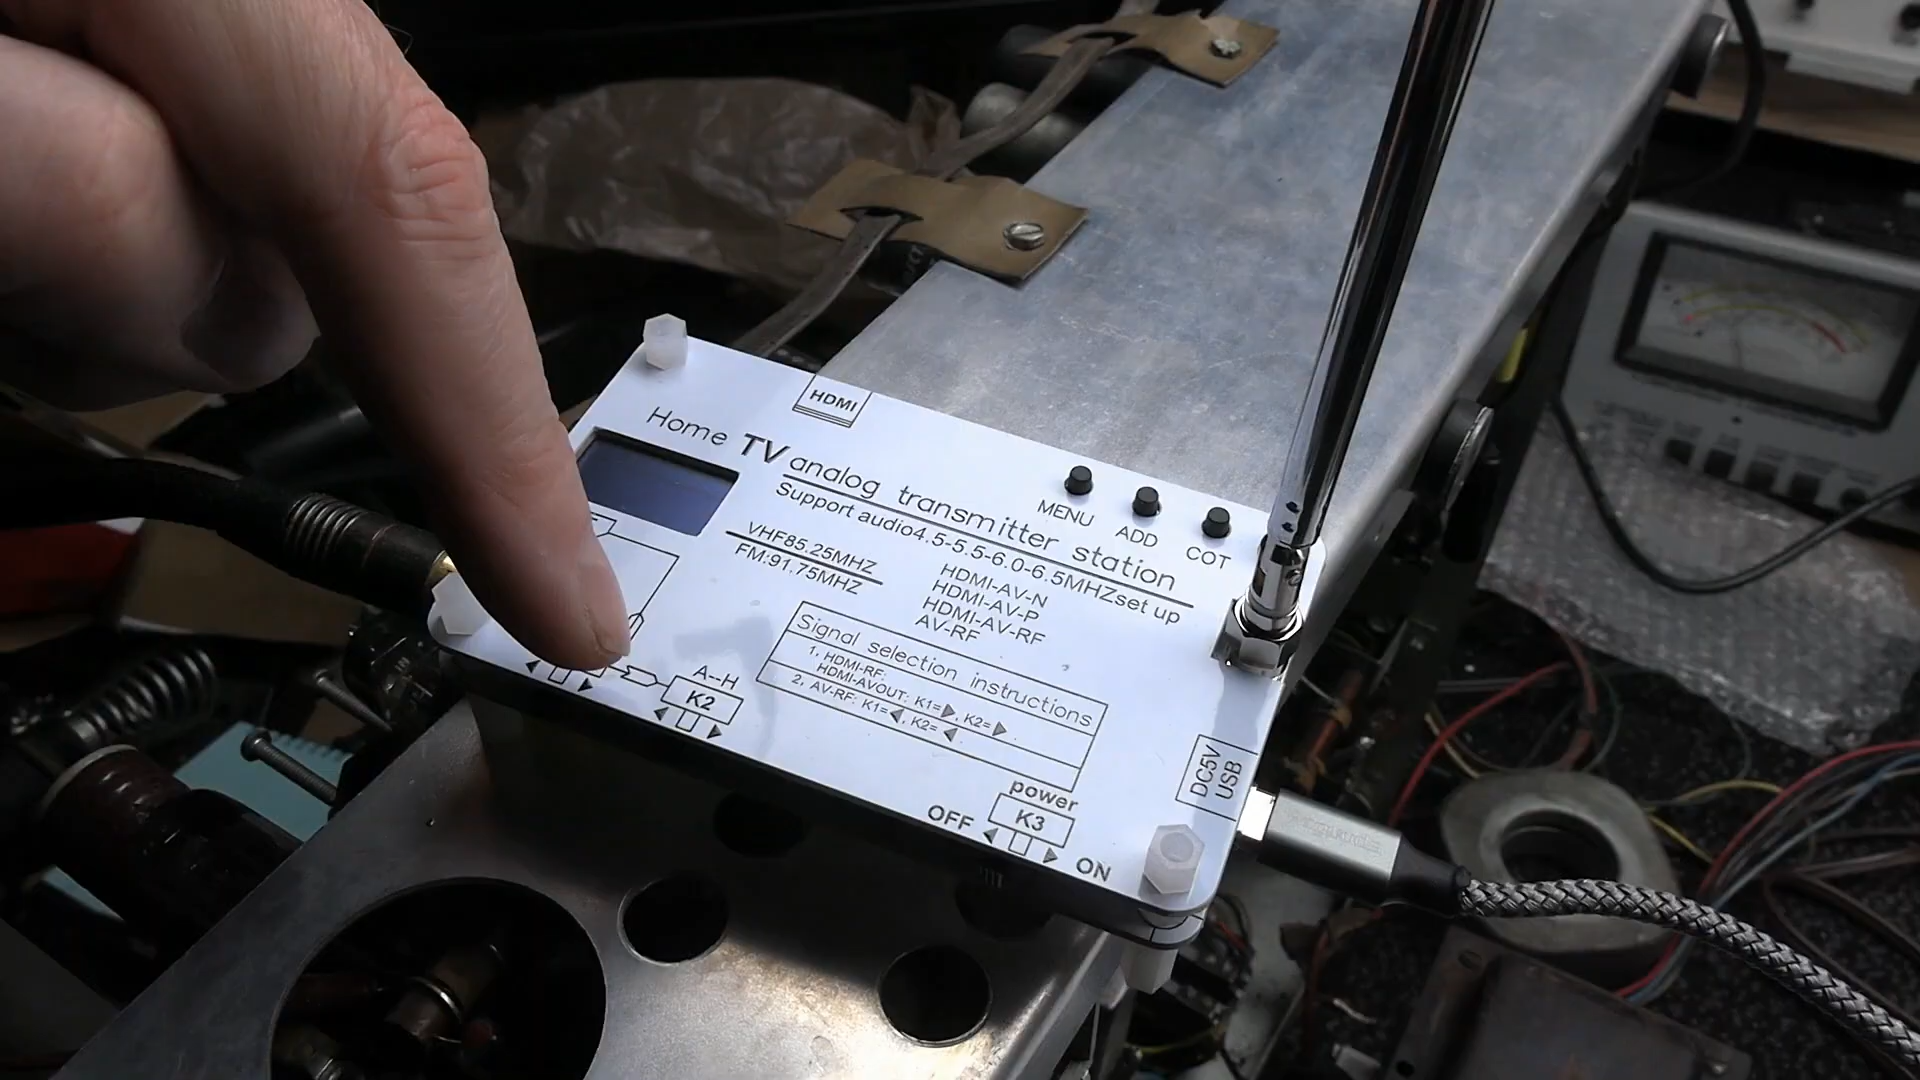 HDMI
Home TV analog transmitter station
Support audio4.5-5.5-6.0-6.5MHZset up
MENU
ADD
COT
VHF85.25MHZ
FM:91.75MHZ
HDMI-AV-N
HDMI-AV-P
HDMI-AV-RF
AV-RF
Signal selection instructions
1. HDMI-RF:
HDMI-AVOUT: K1=▶, K2=▶
2. AV-RF: K1=◀, K2=◀
A--H
K2
◀ ▶
DC5V
USB
power
K3
OFF ◀ ▶ ON